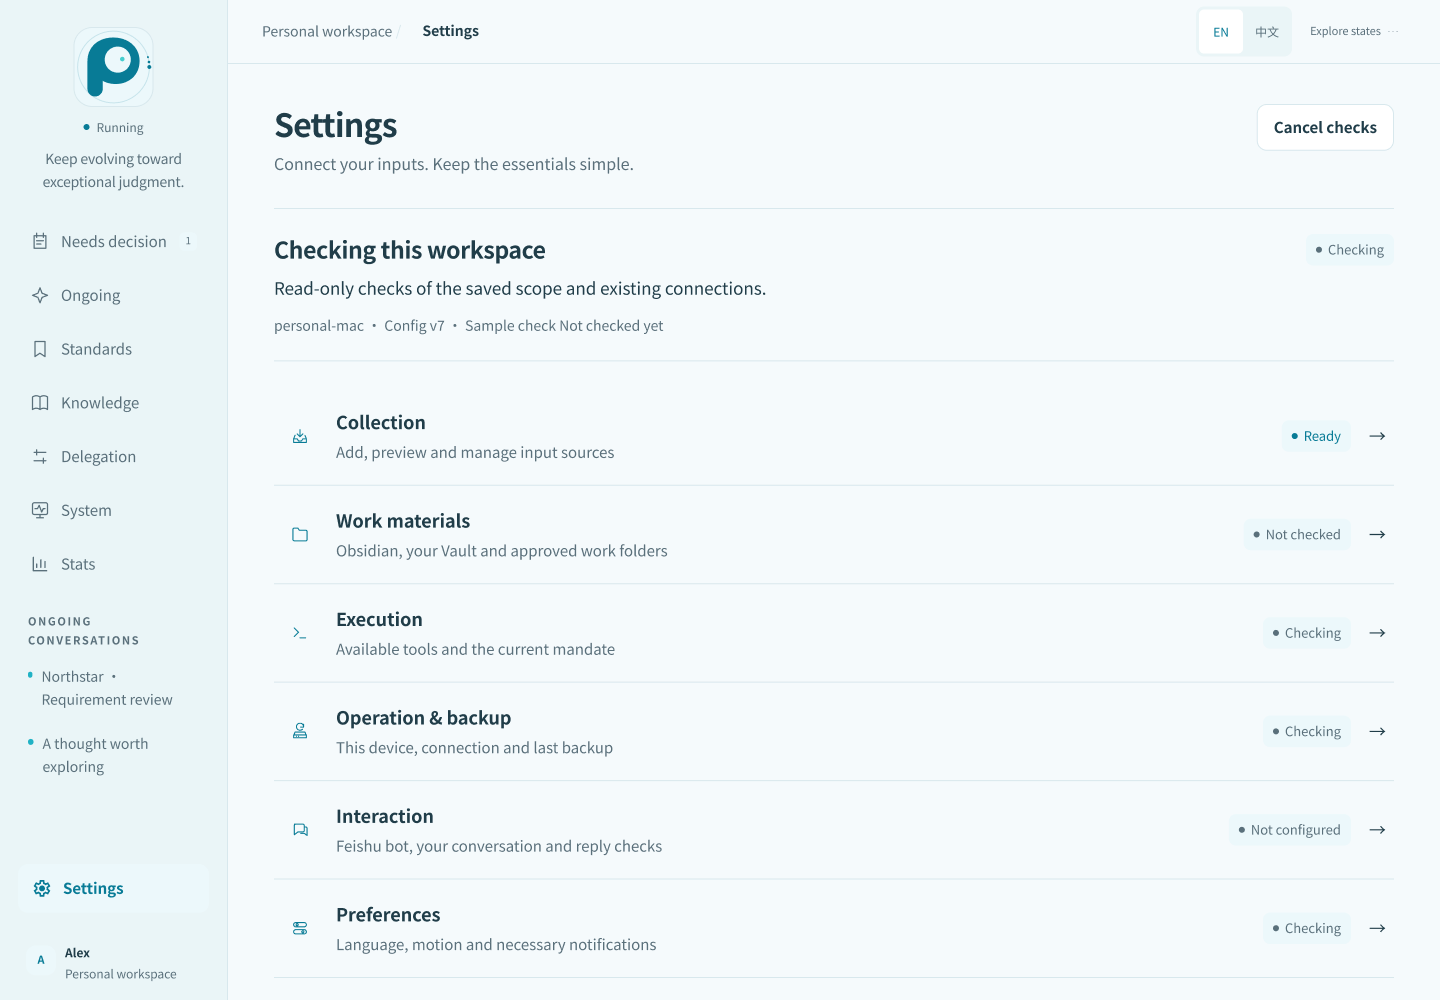 Running
Keep evolving toward
exceptional judgment.
Needs decision 1
Ongoing
Standards
Knowledge
Delegation
System
Stats
ONGOING
CONVERSATIONS
Northstar •
Requirement review
A thought worth
exploring
Settings
A
Alex
Personal workspace
Personal workspace / Settings
EN 中文 Explore states ···
Settings
Cancel checks
Connect your inputs. Keep the essentials simple.
Checking this workspace
Checking
Read-only checks of the saved scope and existing connections.
personal-mac • Config v7 • Sample check Not checked yet
Collection
Add, preview and manage input sources
Ready →
Work materials
Obsidian, your Vault and approved work folders
Not checked →
Execution
Available tools and the current mandate
Checking →
Operation & backup
This device, connection and last backup
Checking →
Interaction
Feishu bot, your conversation and reply checks
Not configured →
Preferences
Language, motion and necessary notifications
Checking →